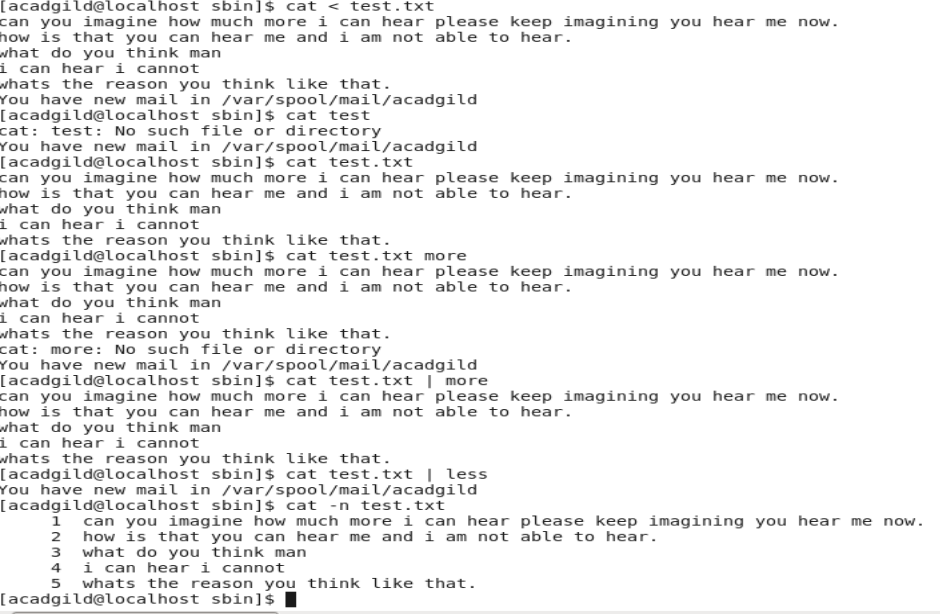 [acadgild@localhost sbin]$ cat < test.txt
can you imagine how much more i can hear please keep imagining you hear me now.
how is that you can hear me and i am not able to hear.
what do you think man
i can hear i cannot
whats the reason you think like that.
You have new mail in /var/spool/mail/acadgild
[acadgild@localhost sbin]$ cat test
cat: test: No such file or directory
You have new mail in /var/spool/mail/acadgild
[acadgild@localhost sbin]$ cat test.txt
can you imagine how much more i can hear please keep imagining you hear me now.
how is that you can hear me and i am not able to hear.
what do you think man
i can hear i cannot
whats the reason you think like that.
[acadgild@localhost sbin]$ cat test.txt more
can you imagine how much more i can hear please keep imagining you hear me now.
how is that you can hear me and i am not able to hear.
what do you think man
i can hear i cannot
whats the reason you think like that.
cat: more: No such file or directory
You have new mail in /var/spool/mail/acadgild
[acadgild@localhost sbin]$ cat test.txt | more
can you imagine how much more i can hear please keep imagining you hear me now.
how is that you can hear me and i am not able to hear.
what do you think man
i can hear i cannot
whats the reason you think like that.
[acadgild@localhost sbin]$ cat test.txt | less
You have new mail in /var/spool/mail/acadgild
[acadgild@localhost sbin]$ cat -n test.txt
     1  can you imagine how much more i can hear please keep imagining you hear me now.
     2  how is that you can hear me and i am not able to hear.
     3  what do you think man
     4  i can hear i cannot
     5  whats the reason you think like that.
[acadgild@localhost sbin]$